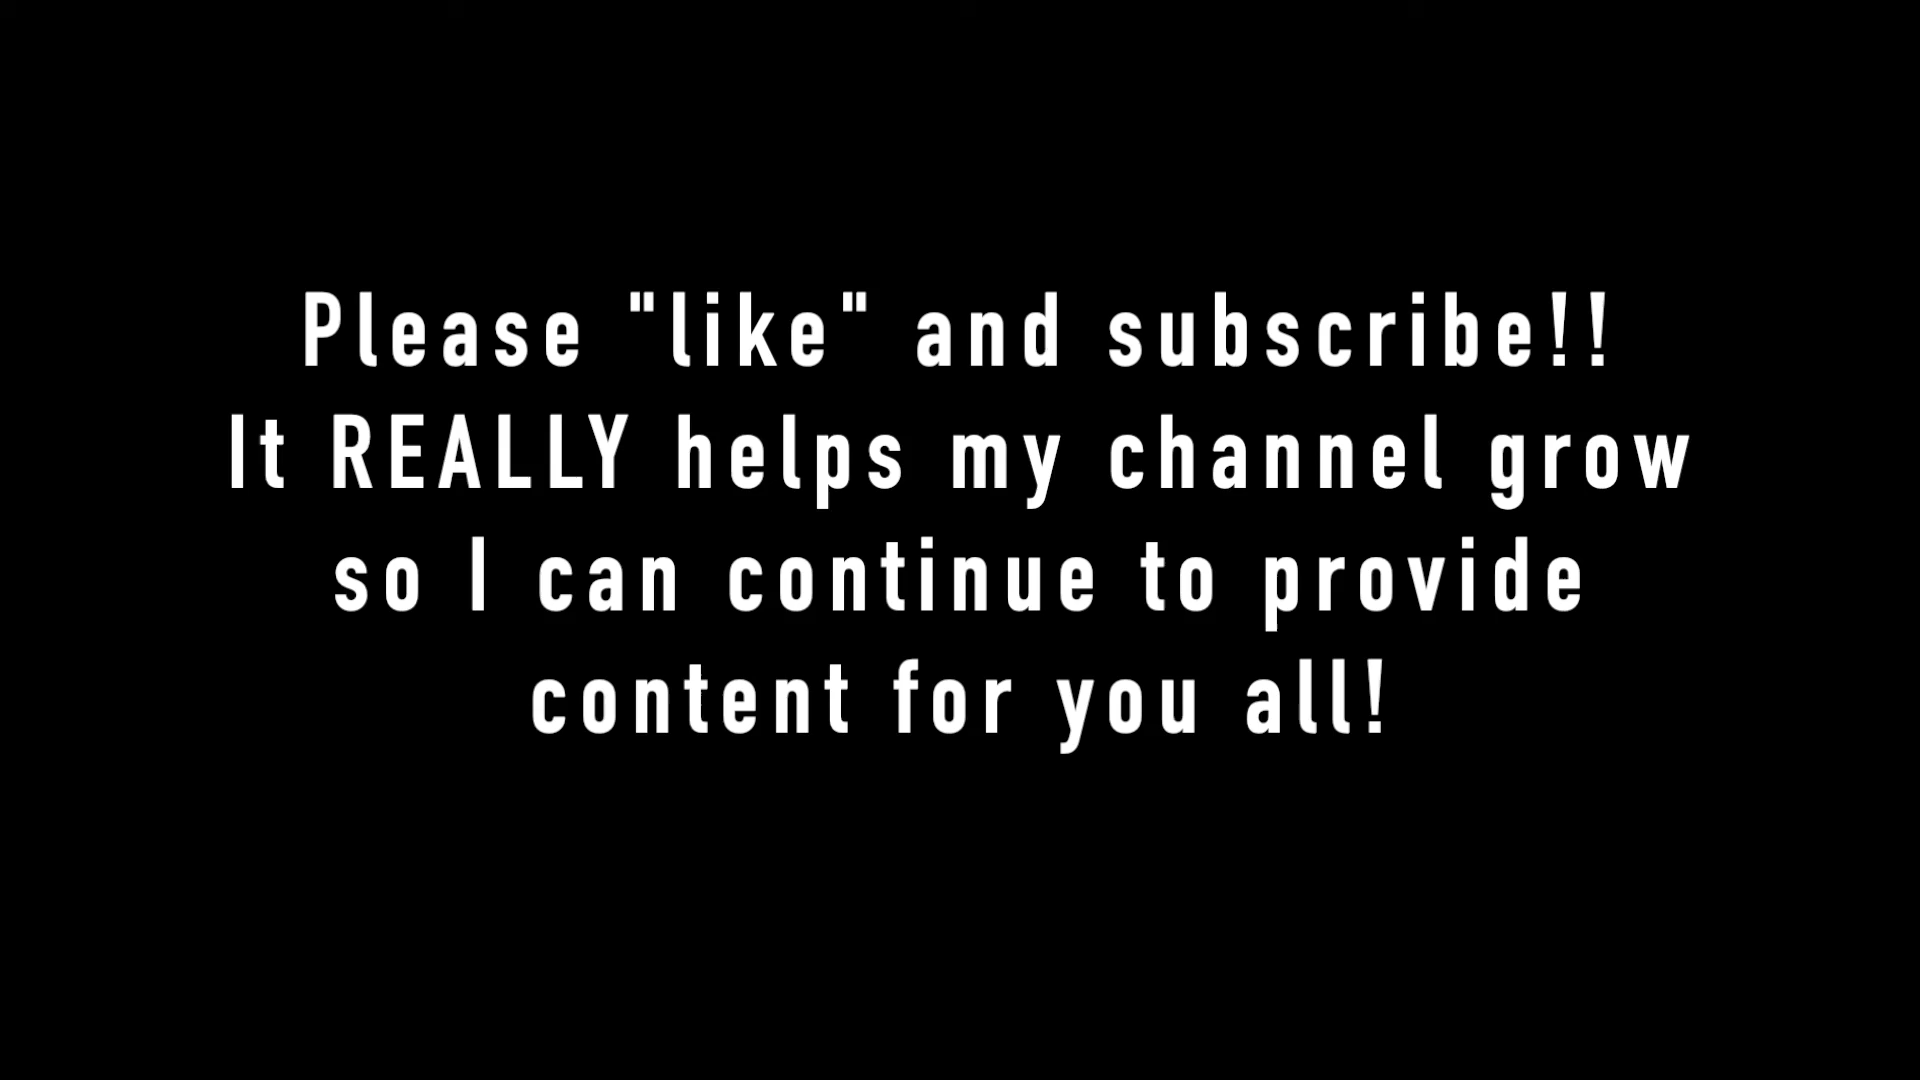 Please "like" and subscribe!!
It REALLY helps my channel grow
so I can continue to provide
content for you all!